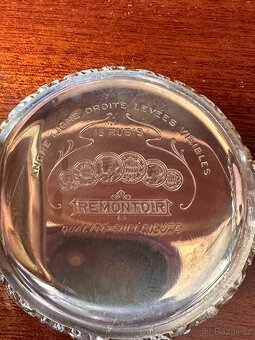 ANCRE LIGNE DROITE LEVÉES VISIBLES
15 RUBIS
REMONTOIR
QUALITÉ SUPÉRIEURE